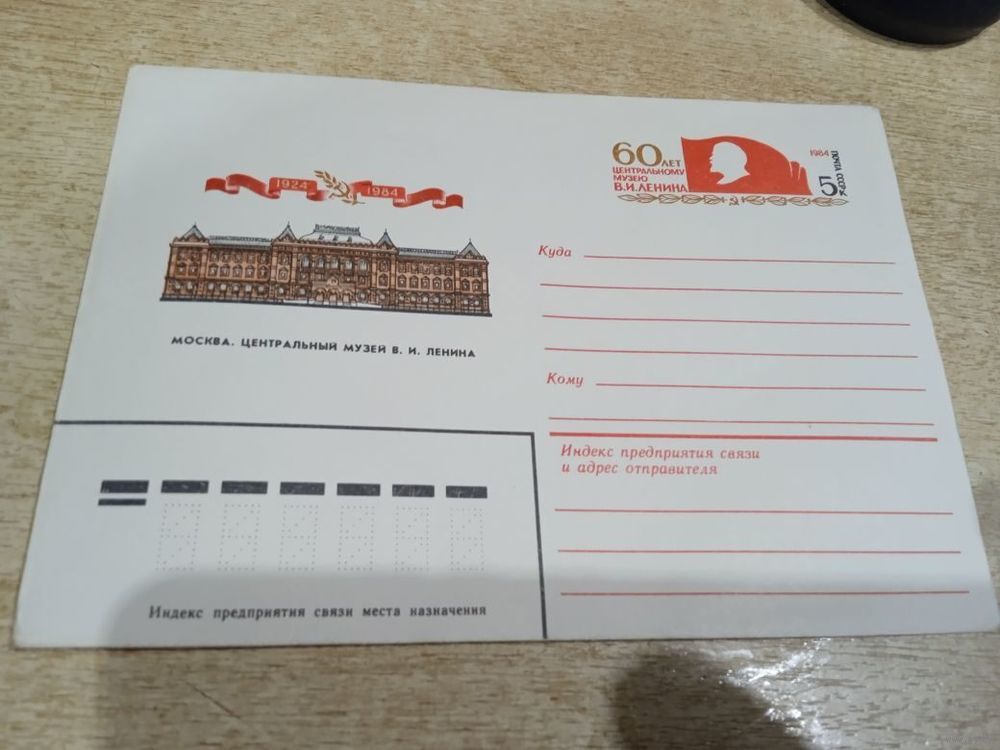 1924 1984
МОСКВА. ЦЕНТРАЛЬНЫЙ МУЗЕЙ В. И. ЛЕНИНА
60 ЛЕТ
ЦЕНТРАЛЬНОМУ
МУЗЕЮ
В.И.ЛЕНИНА
1984
5 К
ПОЧТА СССР
Куда
Кому
Индекс предприятия связи
и адрес отправителя
Индекс предприятия связи места назначения